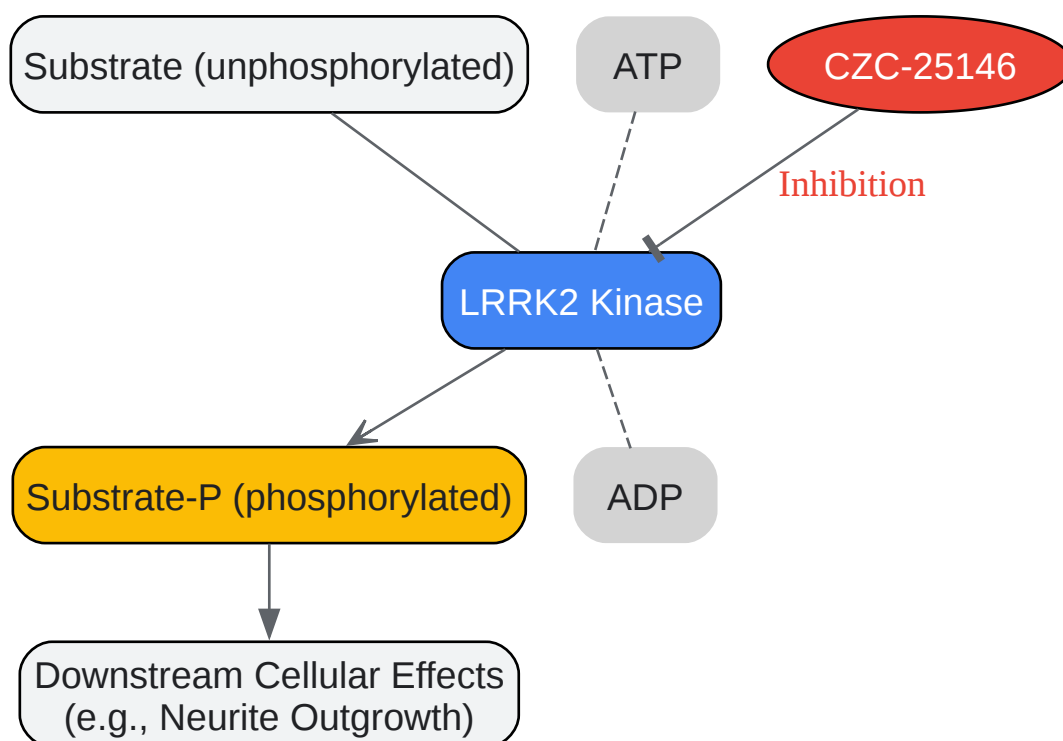 Substrate (unphosphorylated)
ATP
CZC-25146
Inhibition
LRRK2 Kinase
Substrate-P (phosphorylated)
ADP
Downstream Cellular Effects
(e.g., Neurite Outgrowth)